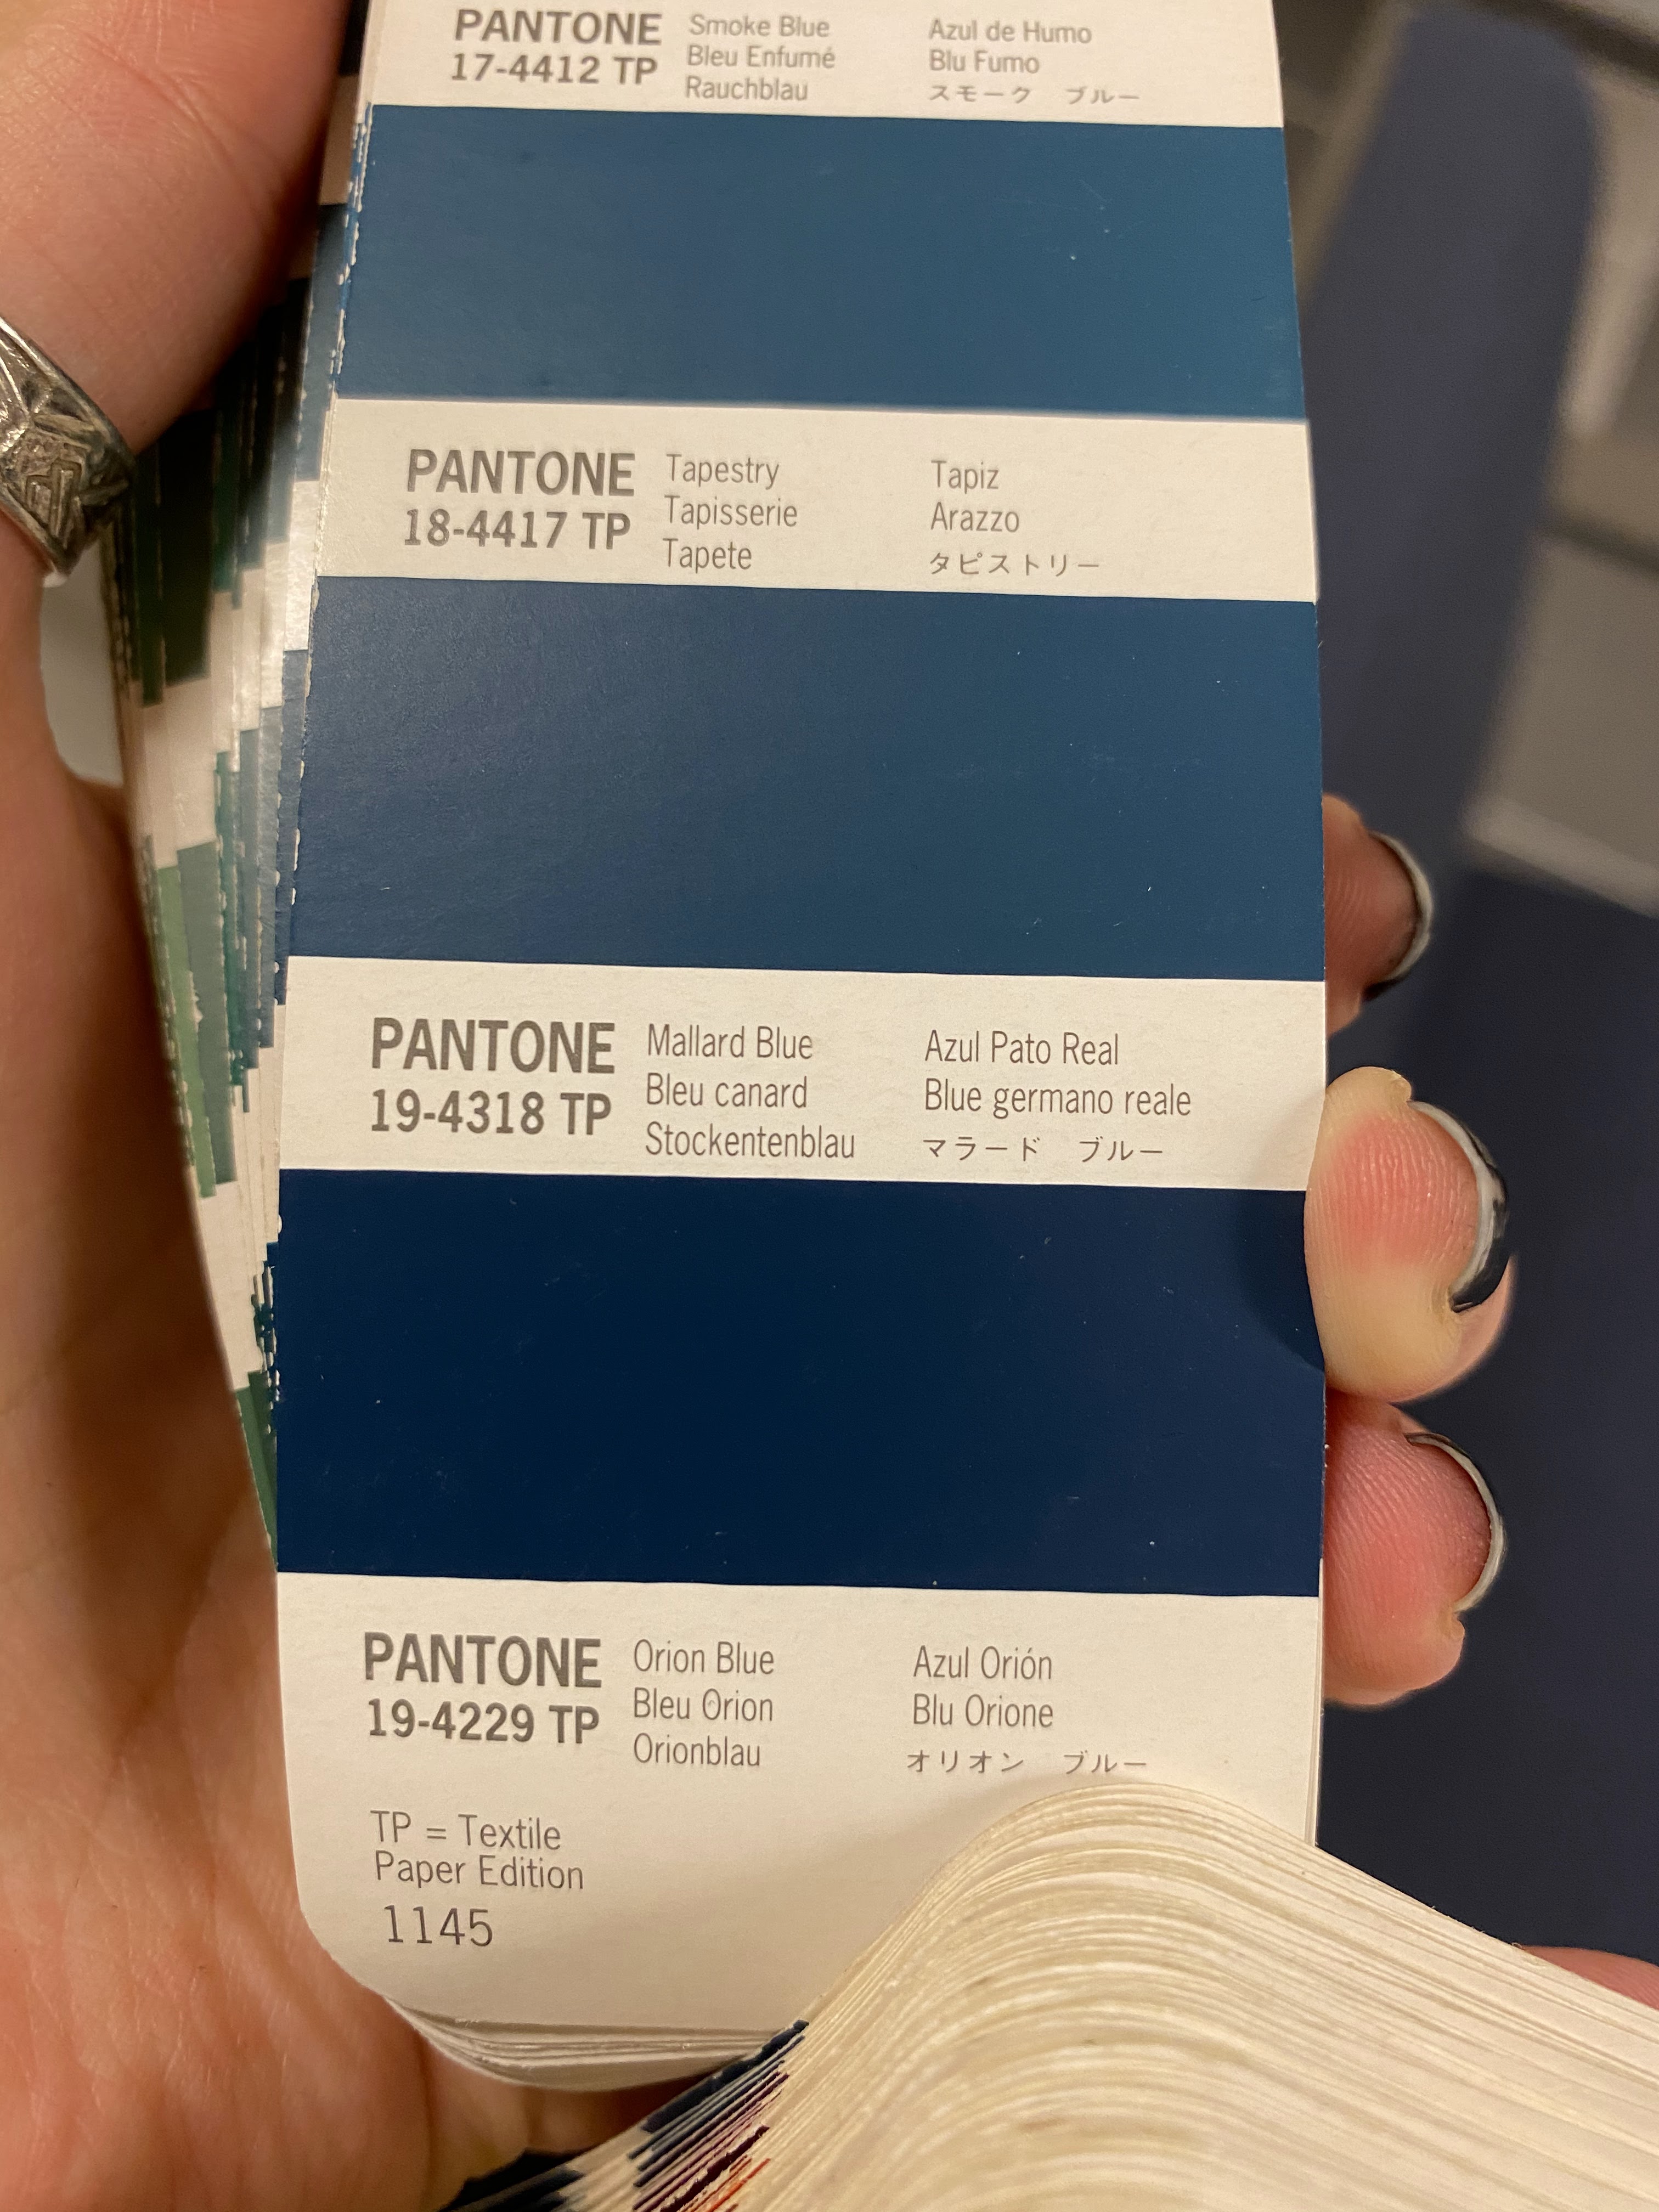 PANTONE
17-4412 TP
Smoke Blue
Bleu Enfumé
Rauchblau
Azul de Humo
Blu Fumo
スモーク ブルー
PANTONE
18-4417 TP
Tapestry
Tapisserie
Tapete
Tapiz
Arazzo
タピストリー
PANTONE
19-4318 TP
Mallard Blue
Bleu canard
Stockentenblau
Azul Pato Real
Blue germano reale
マラード ブルー
PANTONE
19-4229 TP
Orion Blue
Bleu Orion
Orionblau
Azul Orión
Blu Orione
オリオン ブルー
TP = Textile
Paper Edition
1145